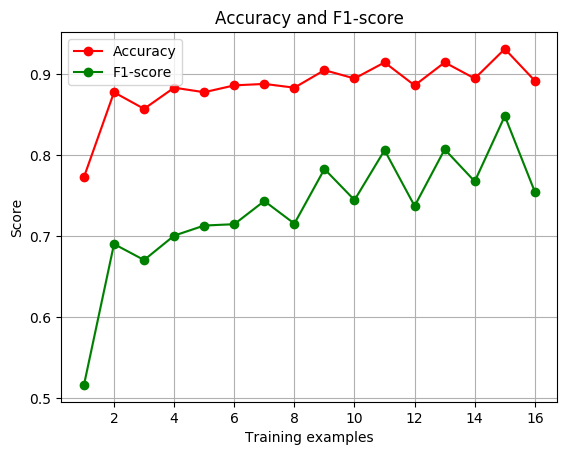 Accuracy and F1-score
Accuracy
F1-score
0.9
0.8
0.7
0.6
0.5
Score
2 4 6 8 10 12 14 16
Training examples